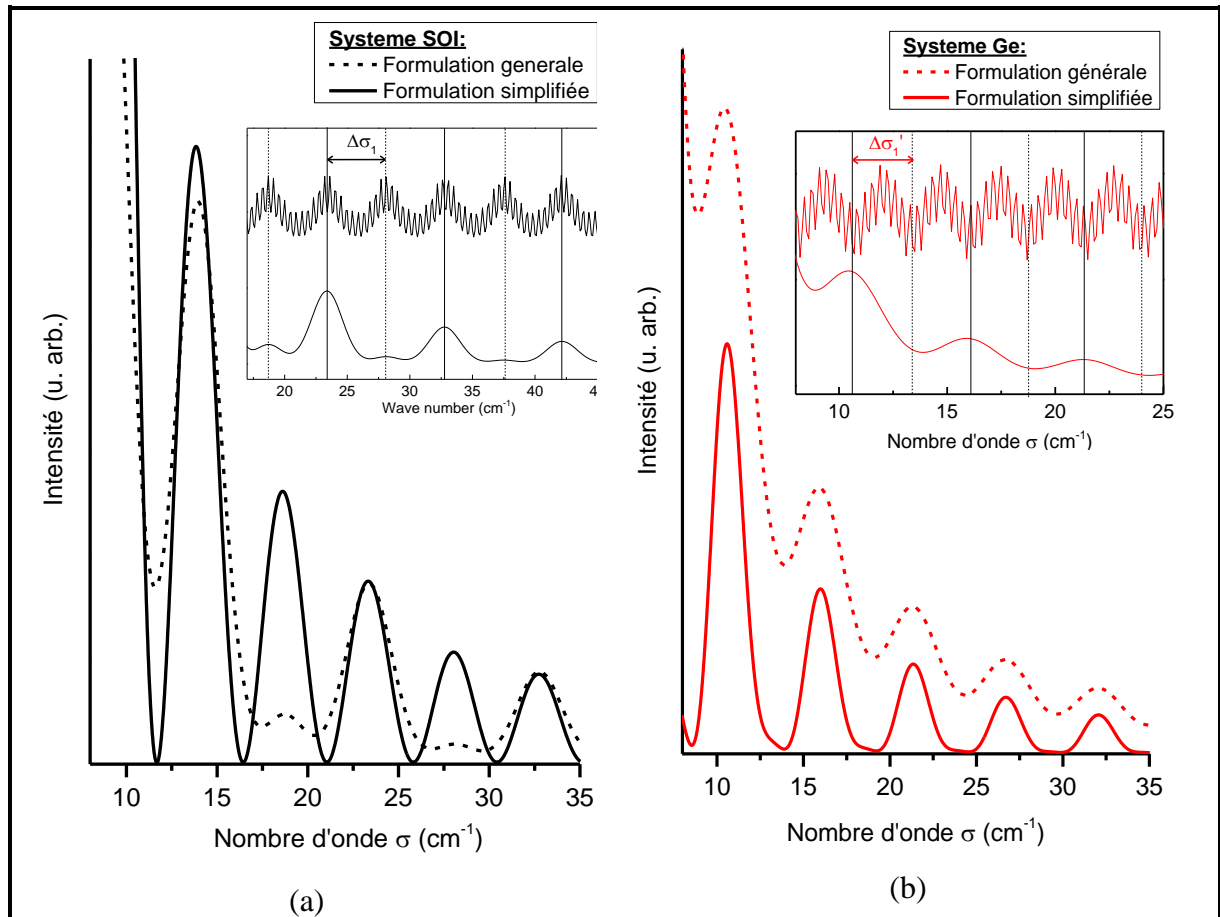 Systeme SOI:
Formulation generale
Formulation simplifiée
Δσ₁
20 25 30 35 40 4
Wave number (cm⁻¹)
Intensité (u. arb.)
10 15 20 25 30 35
Nombre d'onde σ (cm⁻¹)
(a)
Systeme Ge:
Formulation générale
Formulation simplifiée
Δσ₁'
10 15 20 25
Nombre d'onde σ (cm⁻¹)
Intensité (u. arb.)
10 15 20 25 30 35
Nombre d'onde σ (cm⁻¹)
(b)